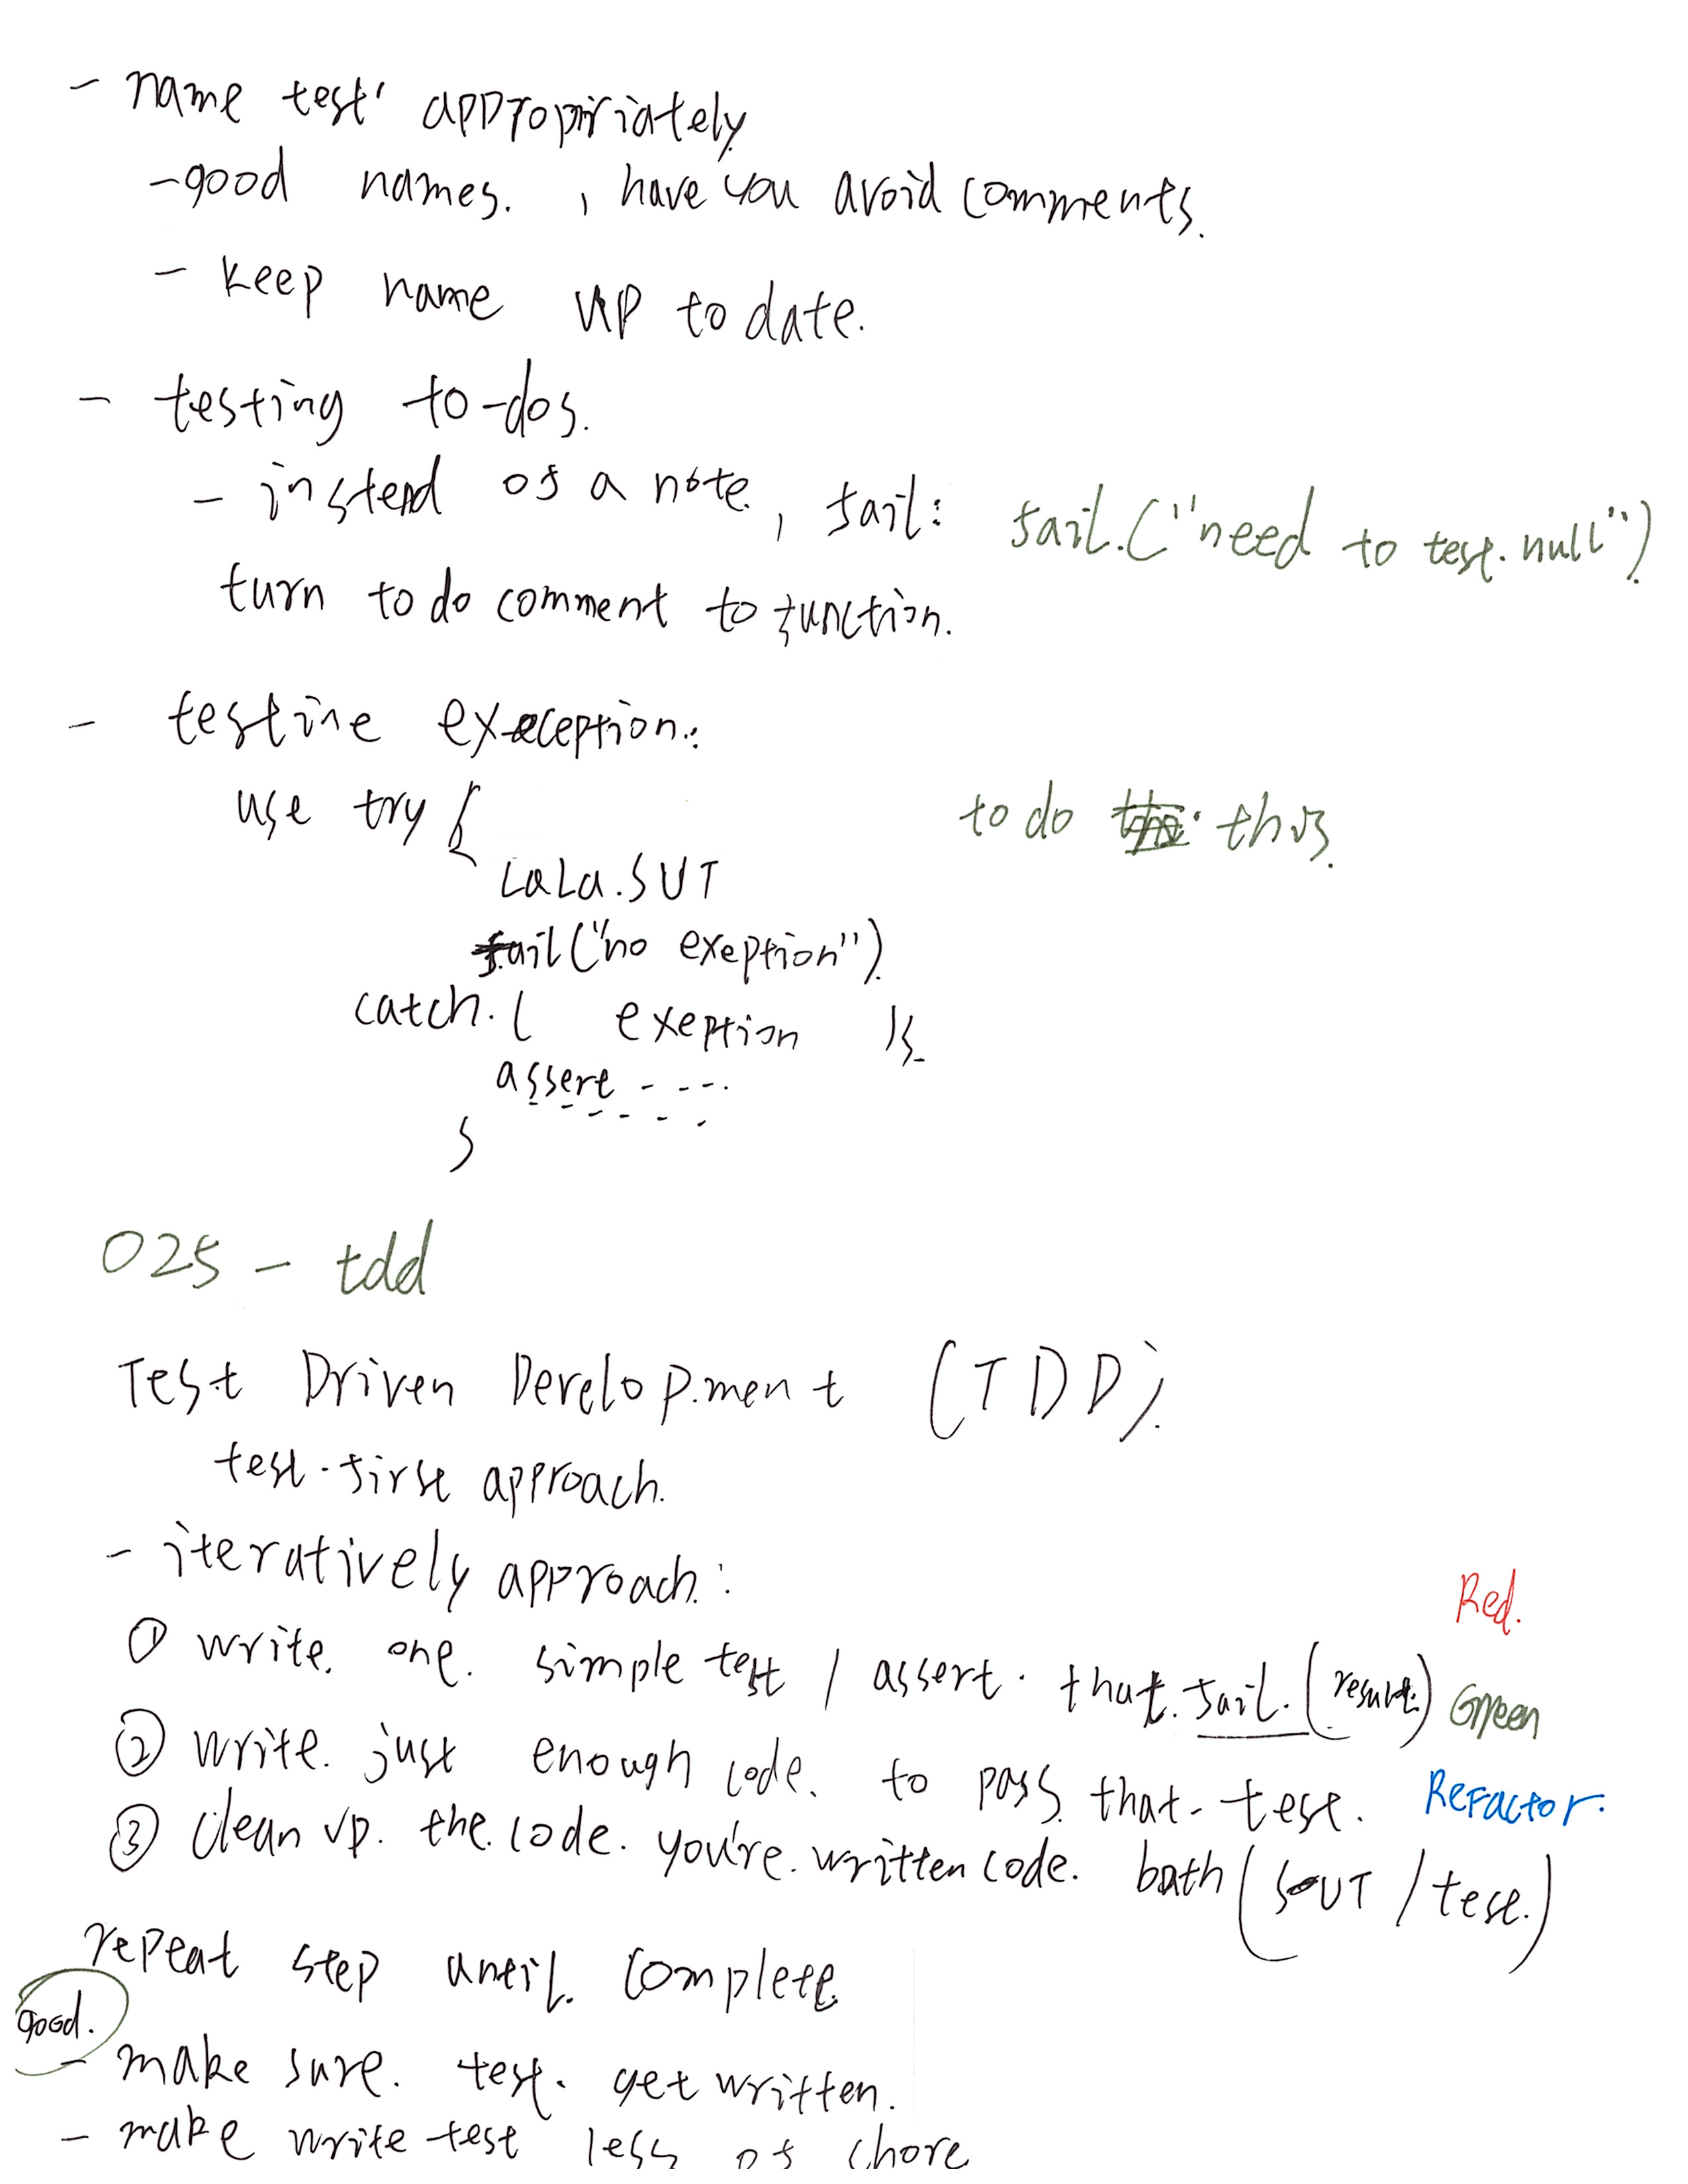 - name test' appropriately
- good names. , have you avoid comments.
- keep name up to date.
- testing to-dos.
- instead of a note, fail: fail.("need to test. null")
turn to do comment to function.
- testine exeception:
use try { to do this.
LaLa.SUT
fail("no exeption")
catch. ( exeption ){
assert - - - -
}
025 - tdd
Test Driven Development (TDD).
test-first approach.
- iteratively approach:
Red.
① write one simple test / assert. that fail. (result) Green
② write just enough code. to pass that test. Refactor.
③ Clean up the code. you're written code. both (SUT / test.)
repeat step until complete
good.
- make sure. test. get written.
- make write test less of chore